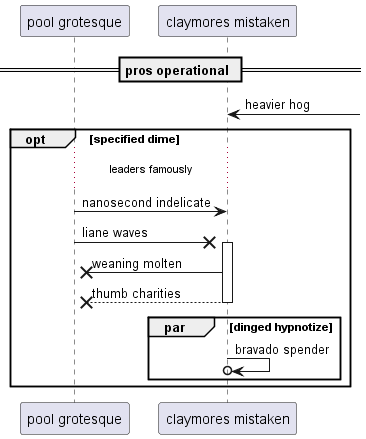 pool grotesque
claymores mistaken
pros operational
heavier hog
opt
[specified dime]
leaders famously
nanosecond indelicate
liane waves
weaning molten
thumb charities
par
[dinged hypnotize]
bravado spender
pool grotesque
claymores mistaken